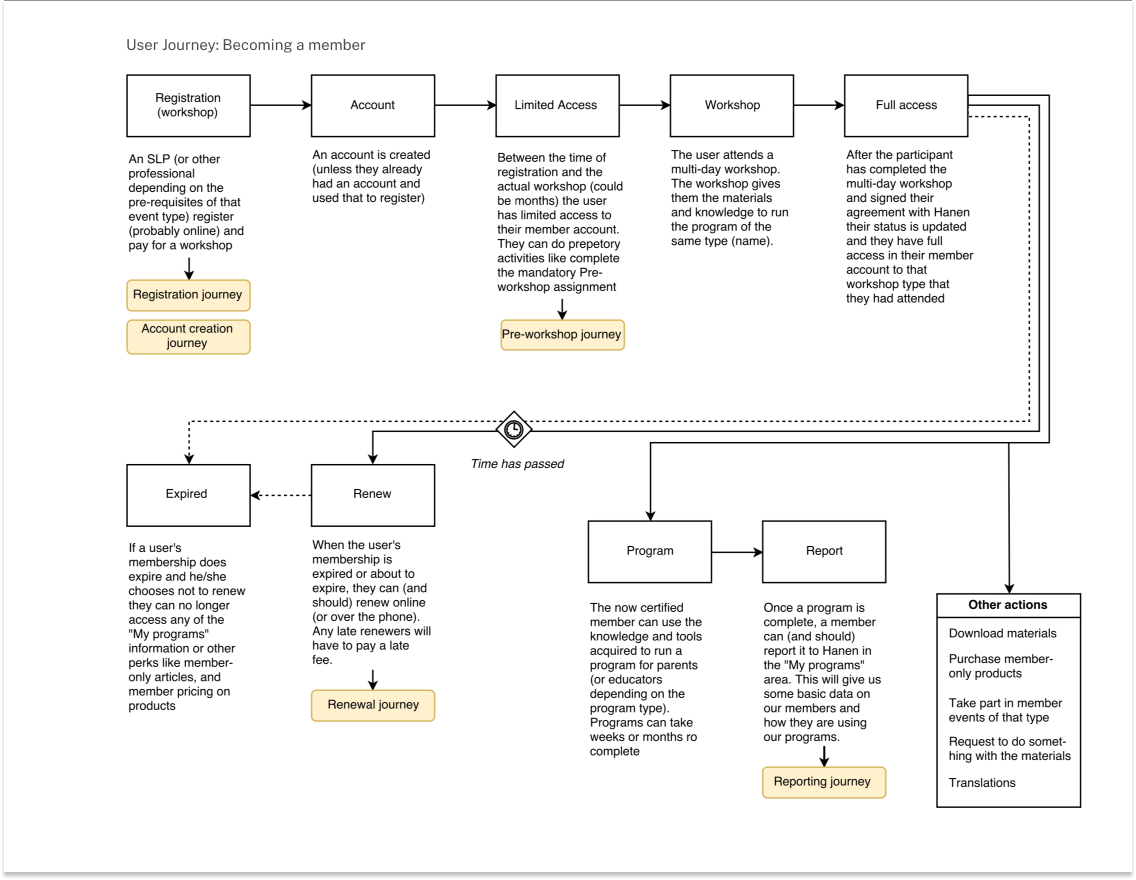 User Journey: Becoming a member
Registration
(workshop)
Account
Limited Access
Workshop
Full access
An SLP (or other
professional
depending on the
pre-requisites of that
event type) register
(probably online) and
pay for a workshop
Registration journey
Account creation
journey
An account is created
(unless they already
had an account and
used that to register)
Between the time of
registration and the
actual workshop (could
be months) the user
has limited access to
their member account.
They can do prepetory
activities like complete
the mandatory Pre-
workshop assignment
Pre-workshop journey
The user attends a
multi-day workshop.
The workshop gives
them the materials
and knowledge to run
the program of the
same type (name).
After the participant
has completed the
multi-day workshop
and signed their
agreement with Hanen
their status is updated
and they have full
access in their member
account to that
workshop type that
they had attended
Time has passed
Expired
Renew
If a user's
membership does
expire and he/she
chooses not to renew
they can no longer
access any of the
"My programs"
information or other
perks like member-
only articles, and
member pricing on
products
When the user's
membership is
expired or about to
expire, they can (and
should) renew online
(or over the phone).
Any late renewers will
have to pay a late
fee.
Renewal journey
Program
Report
The now certified
member can use the
knowledge and tools
acquired to run a
program for parents
(or educators
depending on the
program type).
Programs can take
weeks or months ro
complete
Once a program is
complete, a member
can (and should)
report it to Hanen in
the "My programs"
area. This will give us
some basic data on
our members and
how they are using
our programs.
Reporting journey
Other actions
Download materials
Purchase member-
only products
Take part in member
events of that type
Request to do somet-
hing with the materials
Translations